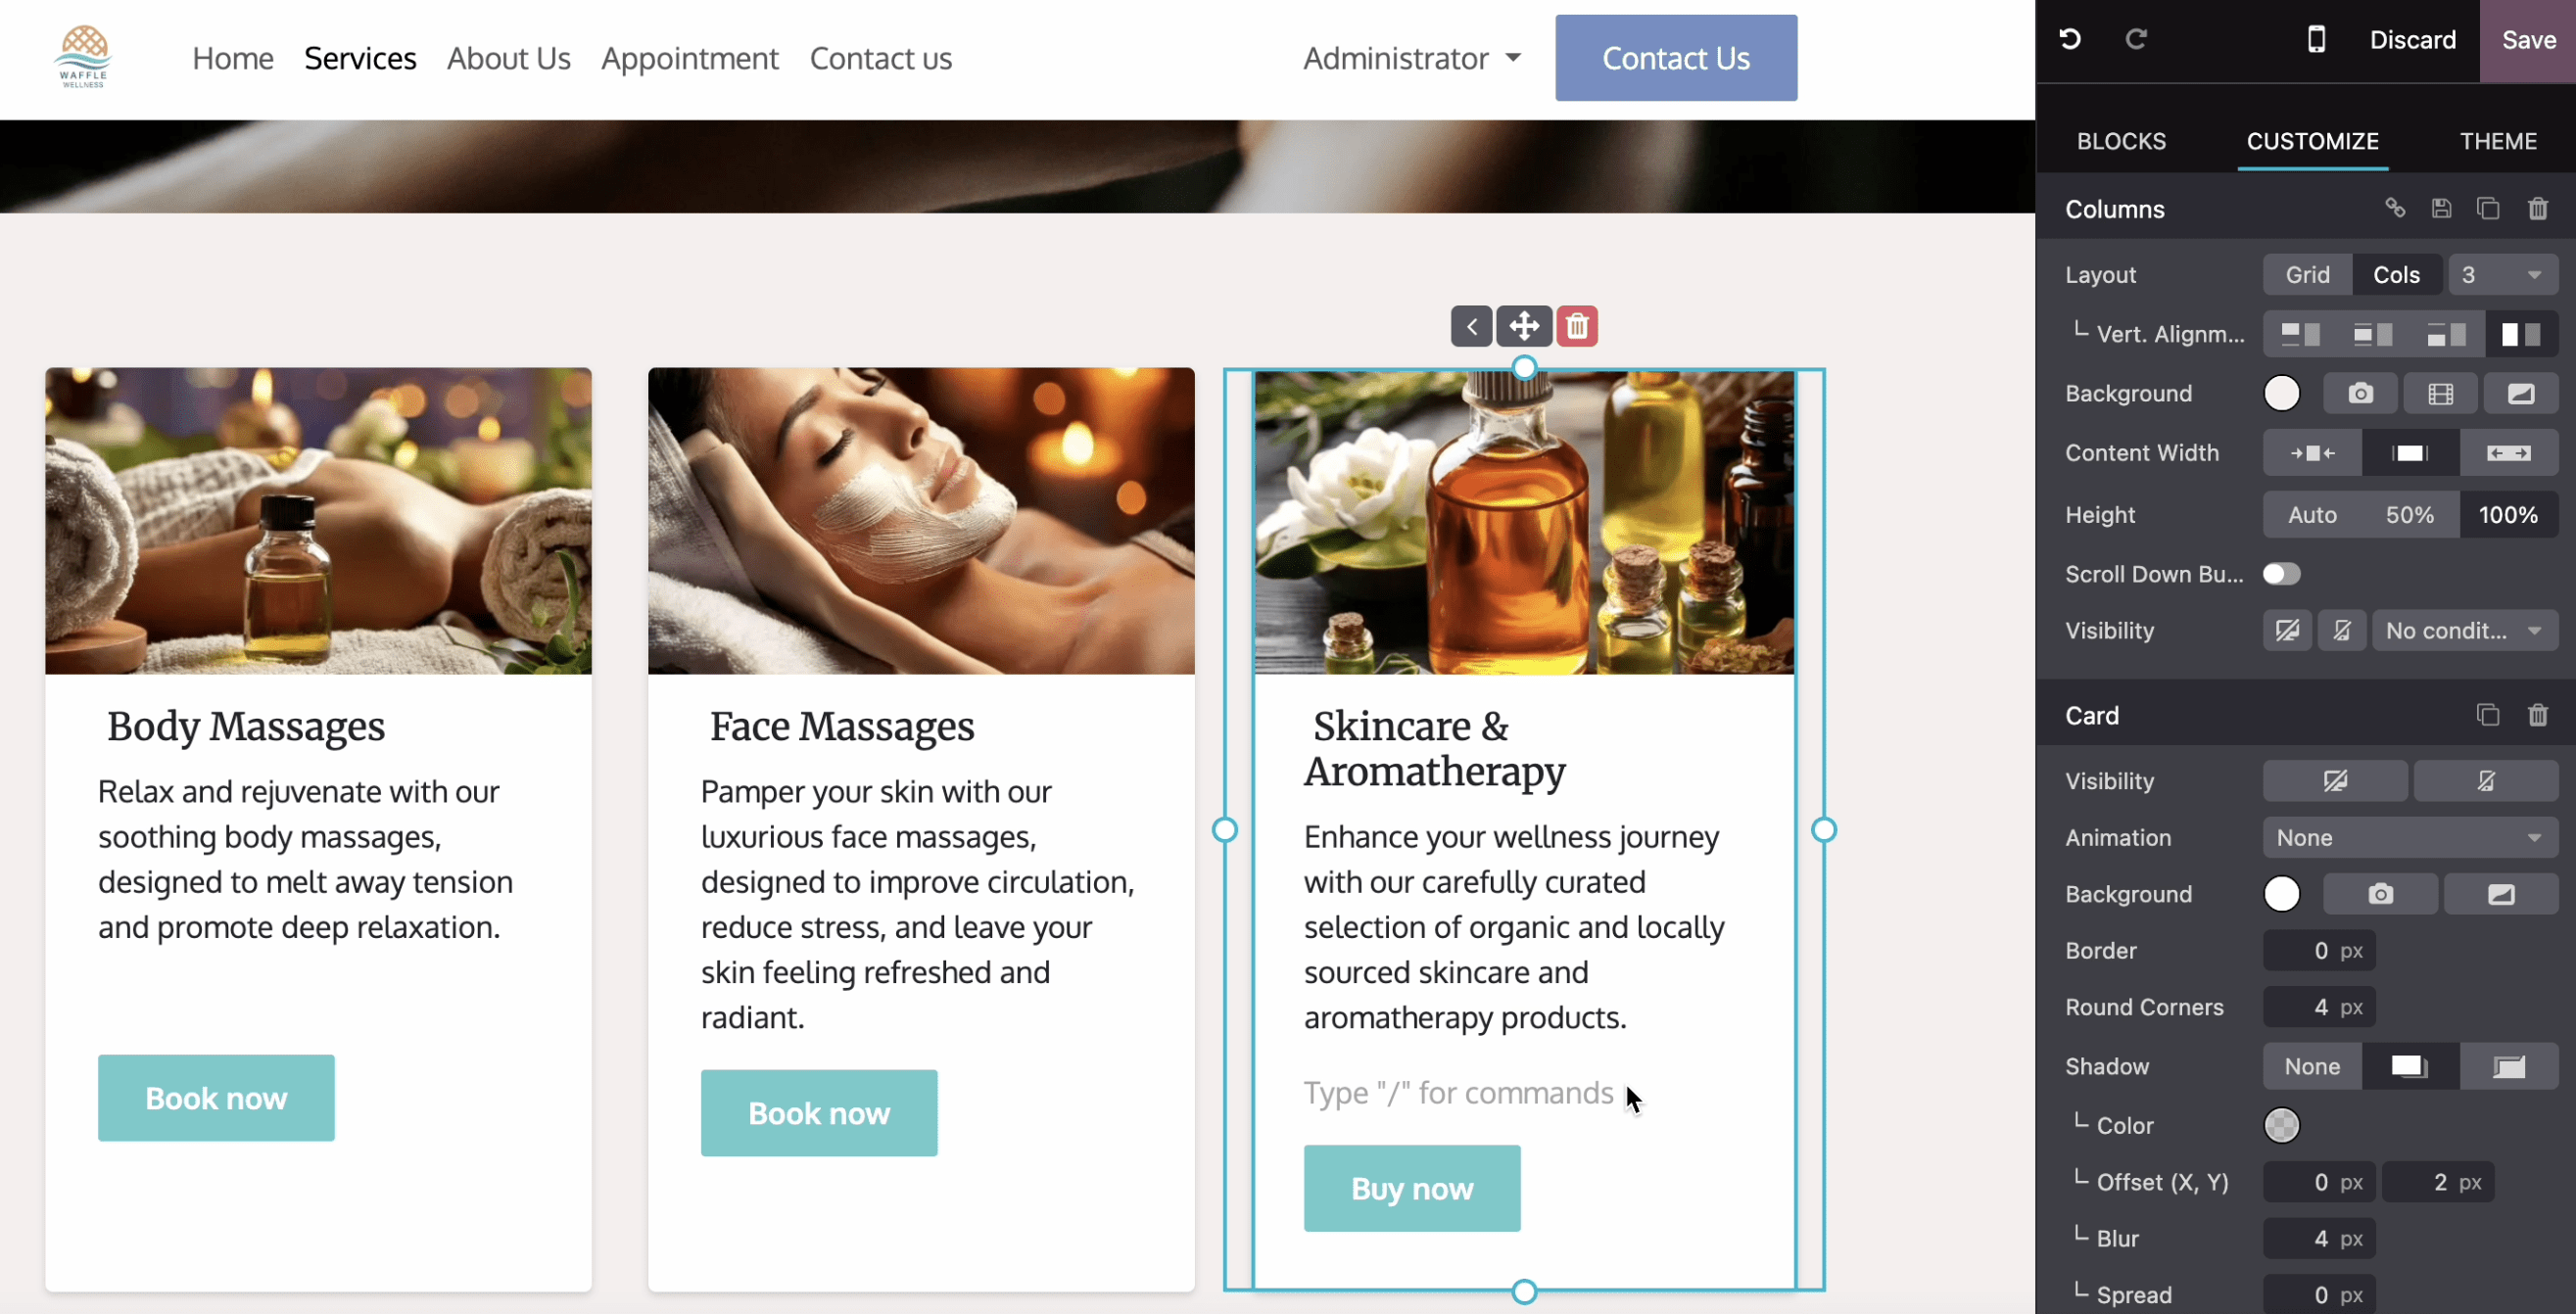 WAFFLE
WELLNESS
Home Services About Us Appointment Contact us
Administrator
Contact Us
Discard
Save
BLOCKS CUSTOMIZE THEME
Columns
Layout Grid Cols 3
Vert. Alignm...
Background
Content Width
Height Auto 50% 100%
Scroll Down Bu...
Visibility No condit...
Card
Visibility
Animation None
Background
Border 0 px
Round Corners 4 px
Shadow None
Color
Offset (X, Y) 0 px 2 px
Blur 4 px
Spread 0 px
Body Massages
Relax and rejuvenate with our
soothing body massages,
designed to melt away tension
and promote deep relaxation.
Book now
Face Massages
Pamper your skin with our
luxurious face massages,
designed to improve circulation,
reduce stress, and leave your
skin feeling refreshed and
radiant.
Book now
Skincare &
Aromatherapy
Enhance your wellness journey
with our carefully curated
selection of organic and locally
sourced skincare and
aromatherapy products.
Type "/" for commands
Buy now